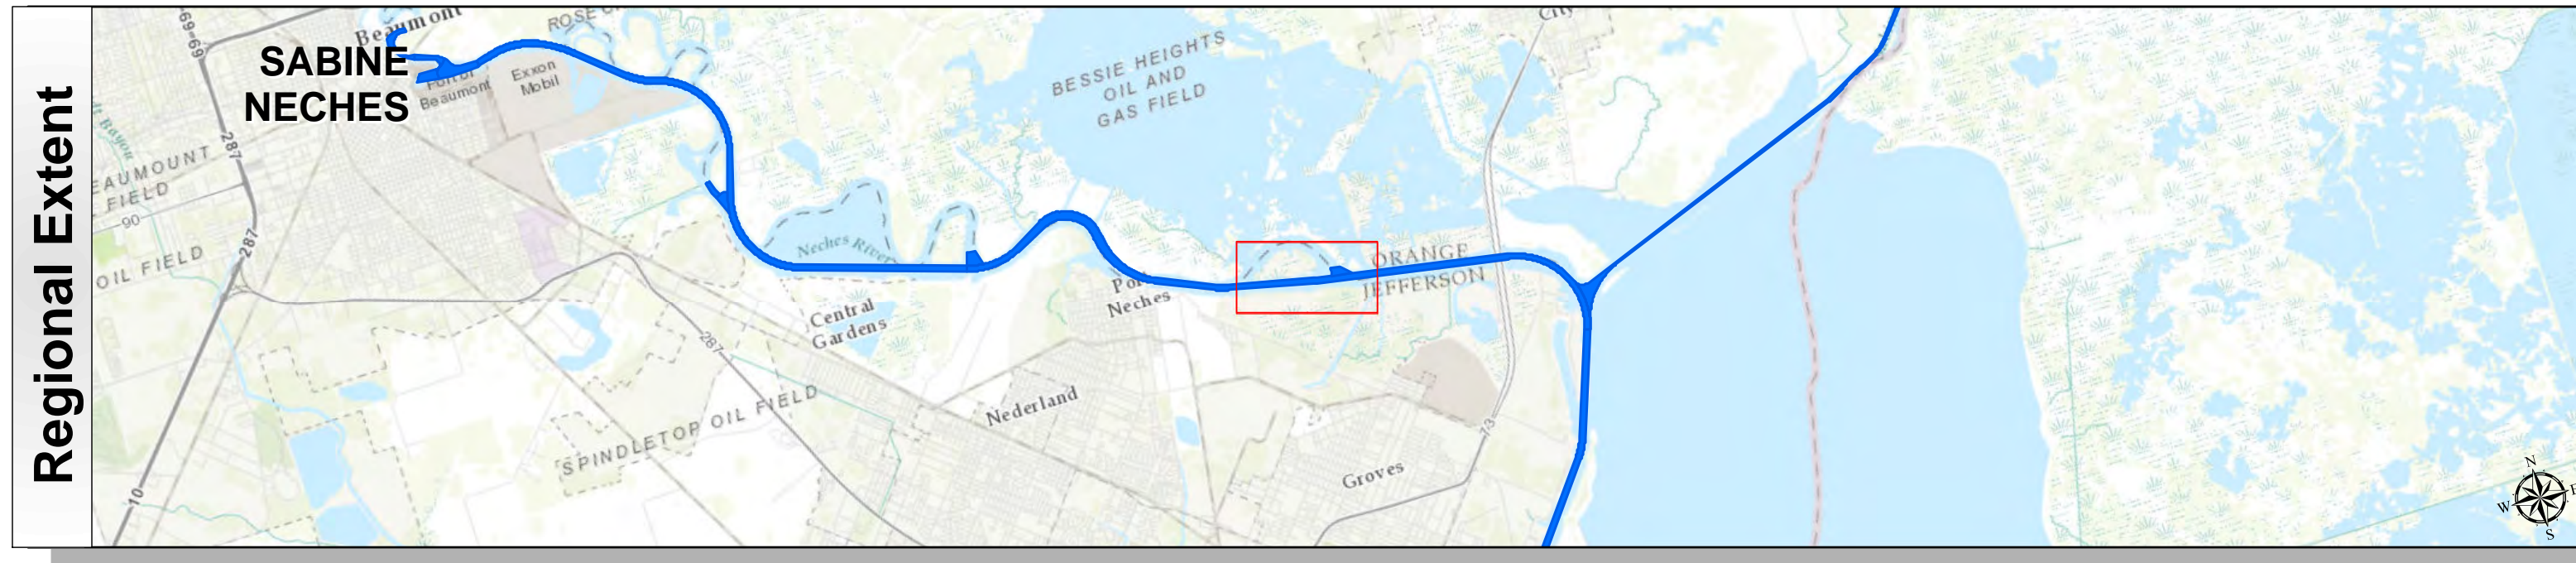 Regional Extent
SABINE
NECHES
Beaumont
69=69
Port of
Beaumont
Exxon
Mobil
287
90
OIL FIELD
287
10
BESSIE HEIGHTS
OIL AND
GAS FIELD
City
Neches River
Central
Gardens
Port
Neches
ORANGE
JEFFERSON
287
Nederland
SPINDLETOP OIL FIELD
Groves
73
N
W
E
S